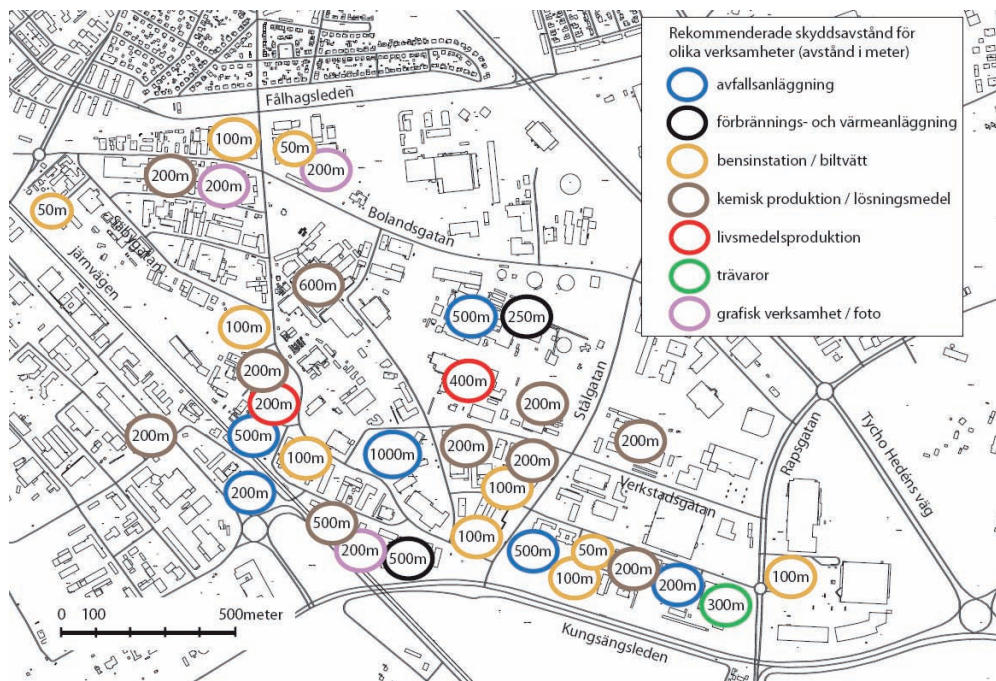 Rekommenderade skyddsavstånd för
olika verksamheter (avstånd i meter)
avfallsanläggning
förbrännings- och värmeanläggning
bensinstation / biltvätt
kemisk produktion / lösningsmedel
livsmedelsproduktion
trävaror
grafisk verksamhet / foto
Fålhagsleden
100m
50m
200m
200m
200m
50m
Bolandsgatan
Säbygatan
järnvägen
600m
500m
250m
100m
200m
400m
200m
200m
Stålgatan
Rapsgatan
Tycho Hedéns väg
200m
500m
100m
1000m
200m
200m
200m
Verkstadsgatan
200m
100m
500m
200m
500m
100m
500m
50m
100m
200m
200m
300m
100m
Kungsängsleden
0 100 500meter